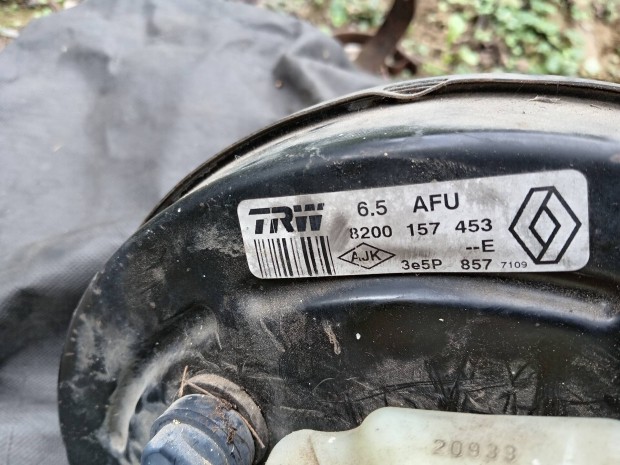 TRW 6.5 AFU
8200 157 453
--E
AJK 3e5P 857 7109
20933